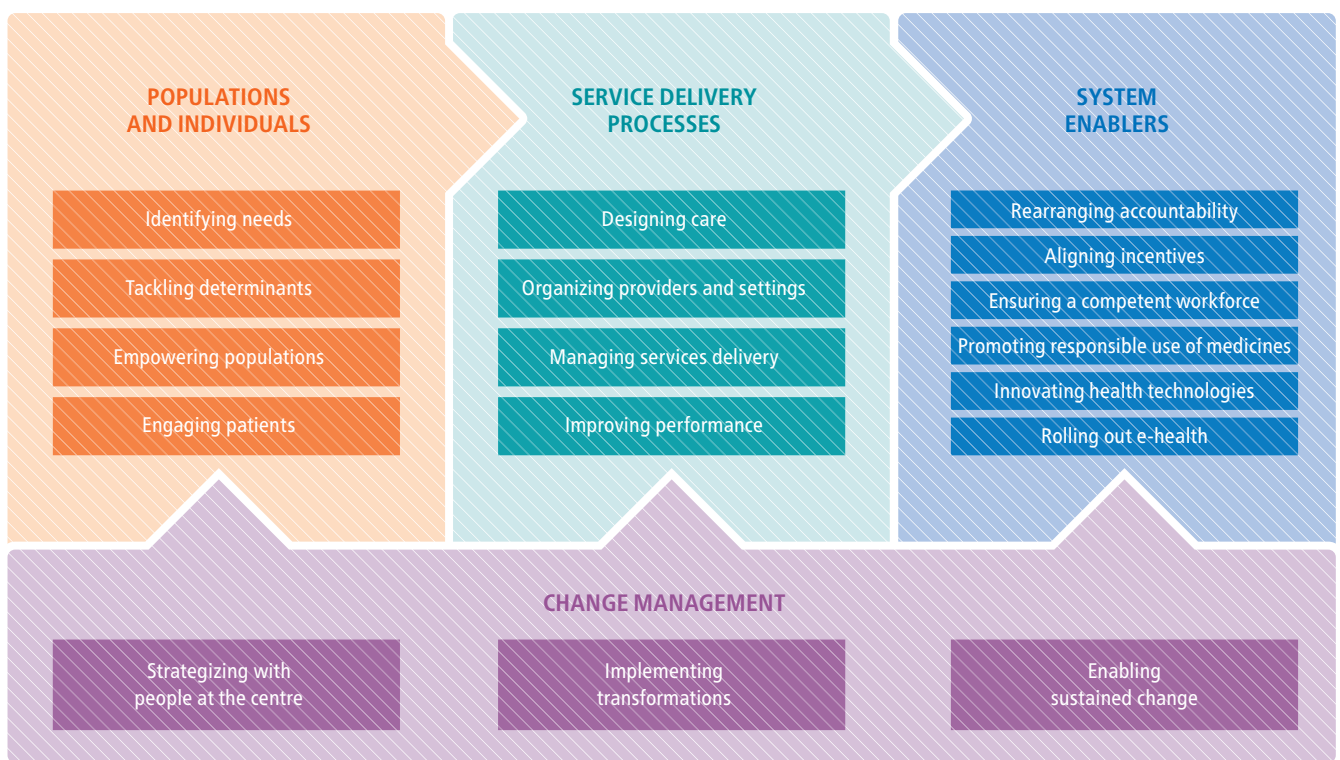 POPULATIONS
AND INDIVIDUALS
Identifying needs
Tackling determinants
Empowering populations
Engaging patients
SERVICE DELIVERY
PROCESSES
Designing care
Organizing providers and settings
Managing services delivery
Improving performance
SYSTEM
ENABLERS
Rearranging accountability
Aligning incentives
Ensuring a competent workforce
Promoting responsible use of medicines
Innovating health technologies
Rolling out e-health
CHANGE MANAGEMENT
Strategizing with
people at the centre
Implementing
transformations
Enabling
sustained change